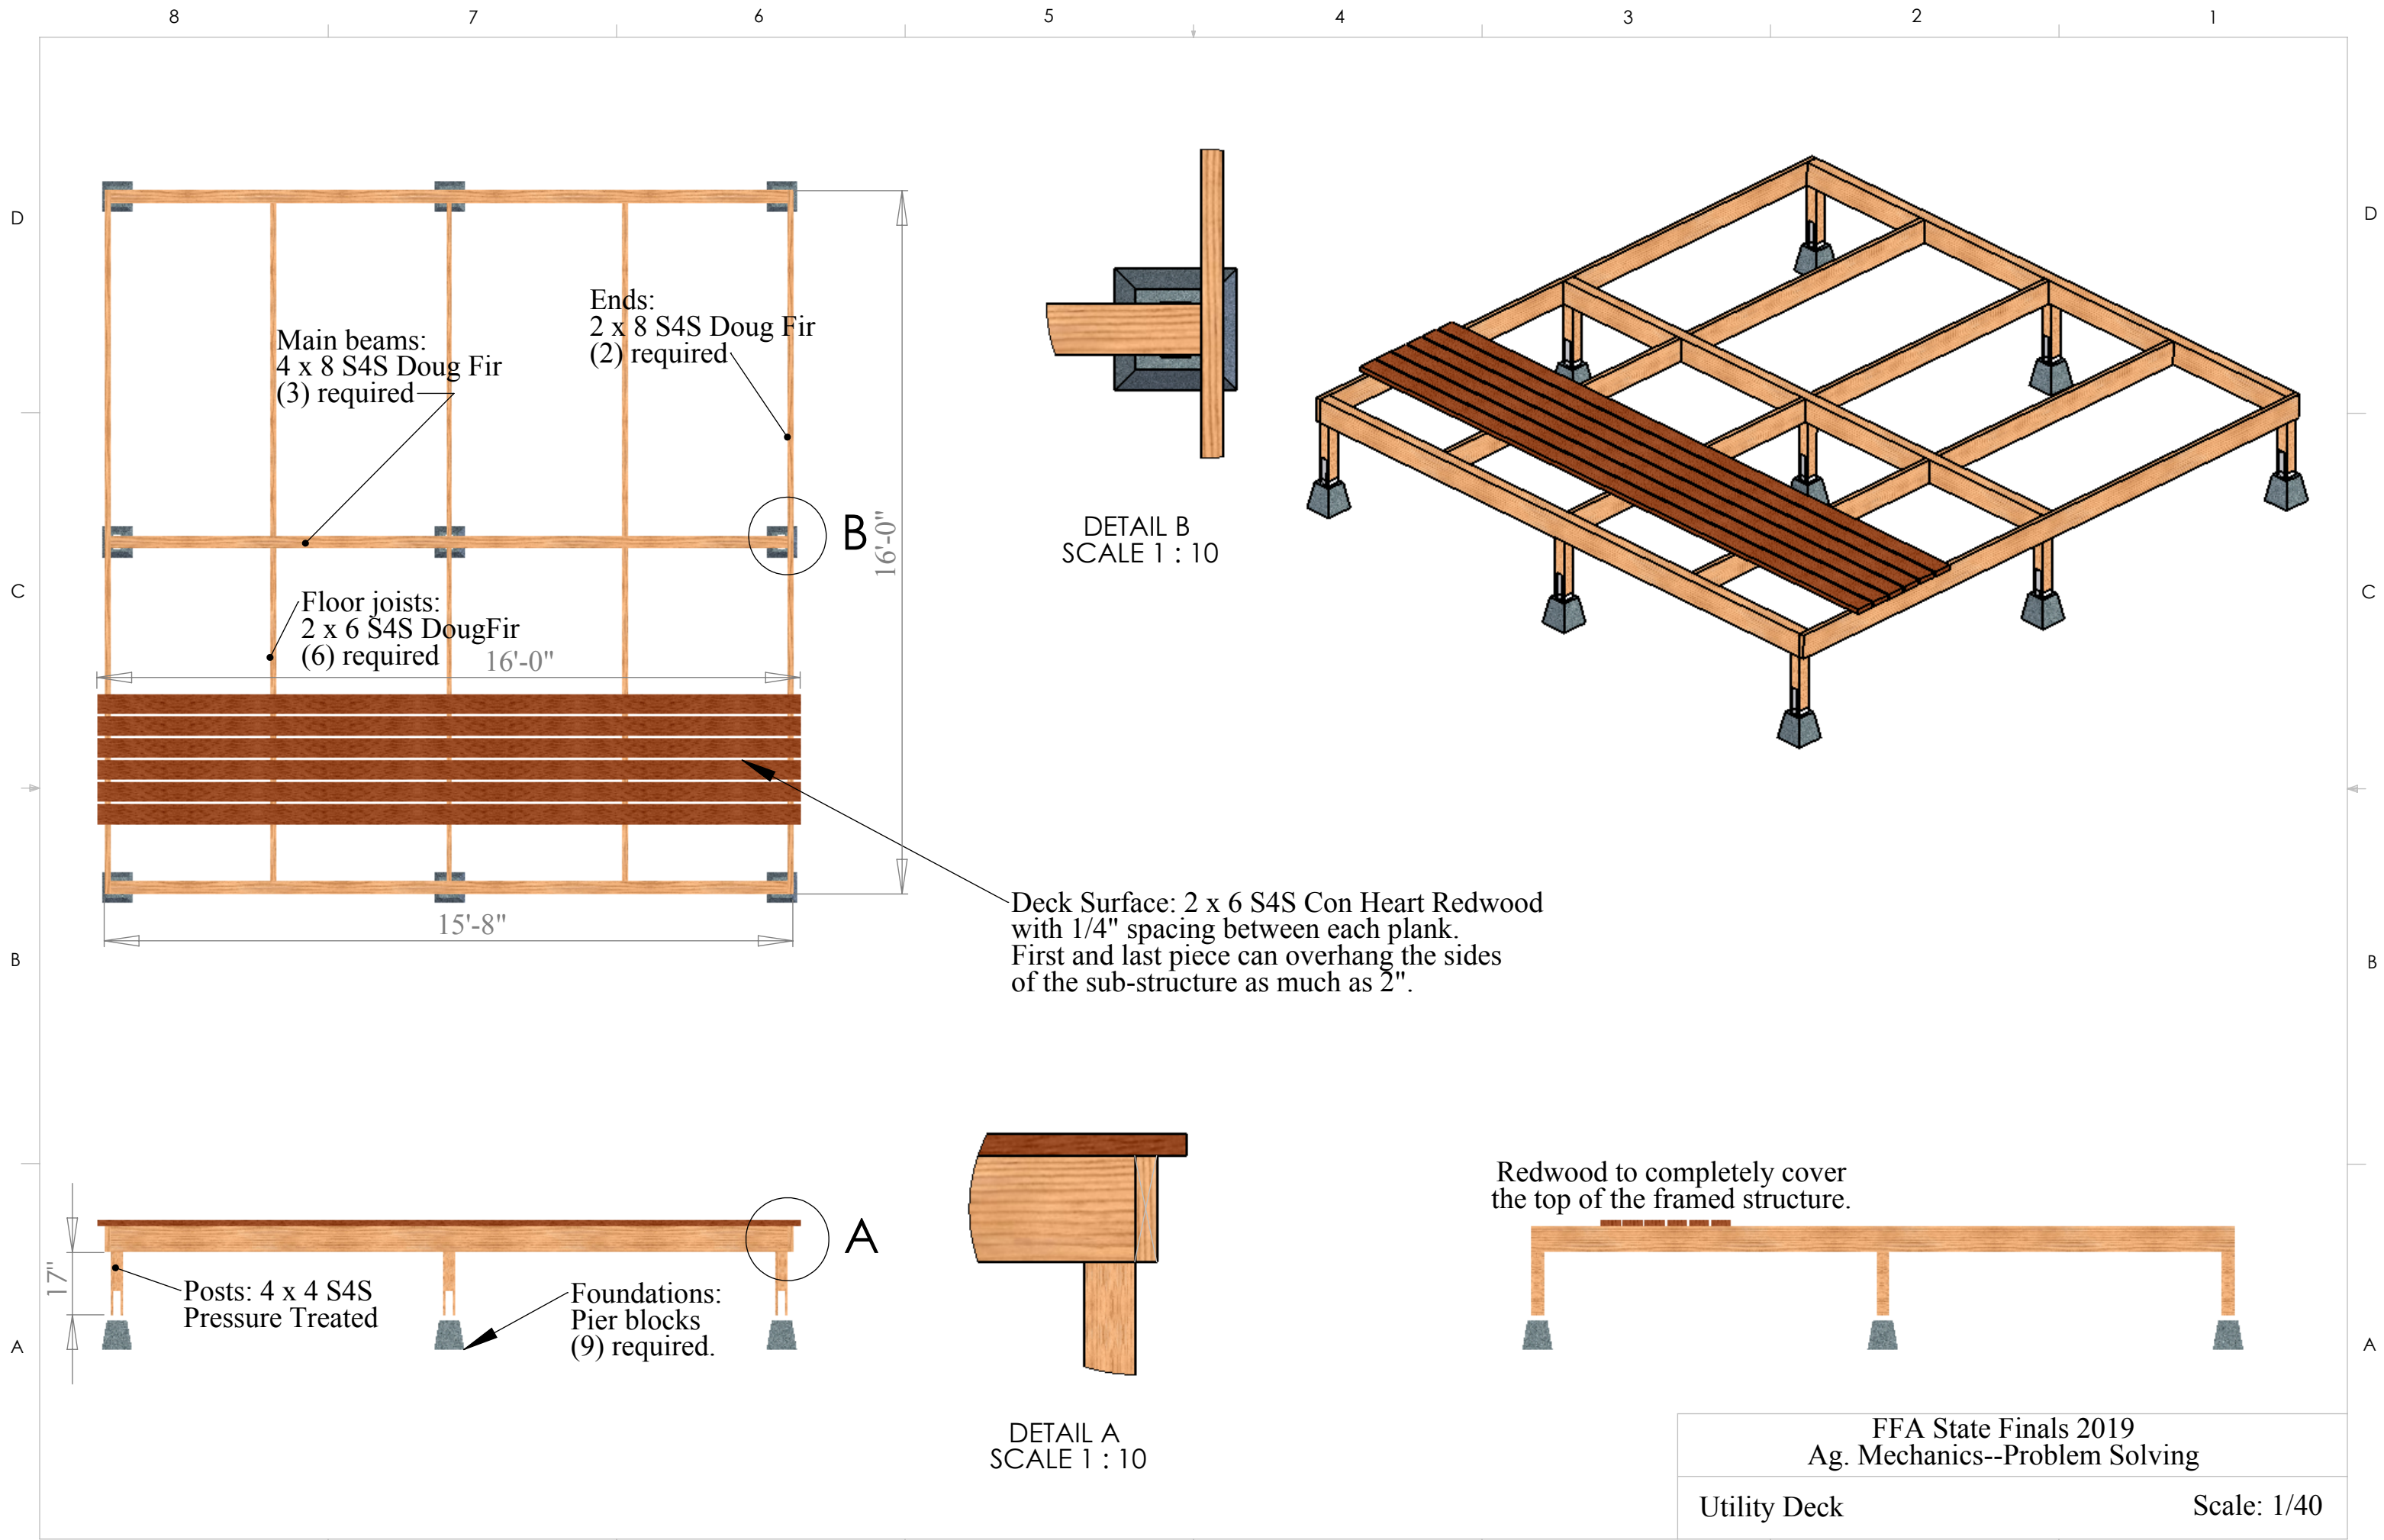 8 7 6 5 4 3 2 1
D
D
Main beams:
4 x 8 S4S Doug Fir
(3) required
Ends:
2 x 8 S4S Doug Fir
(2) required
B
16'-0"
DETAIL B
SCALE 1 : 10
C
C
Floor joists:
2 x 6 S4S DougFir
(6) required
16'-0"
15'-8"
Deck Surface: 2 x 6 S4S Con Heart Redwood
with 1/4" spacing between each plank.
First and last piece can overhang the sides
of the sub-structure as much as 2".
B
B
A
17"
Posts: 4 x 4 S4S
Pressure Treated
Foundations:
Pier blocks
(9) required.
DETAIL A
SCALE 1 : 10
Redwood to completely cover
the top of the framed structure.
A
A
FFA State Finals 2019
Ag. Mechanics--Problem Solving
Utility Deck Scale: 1/40